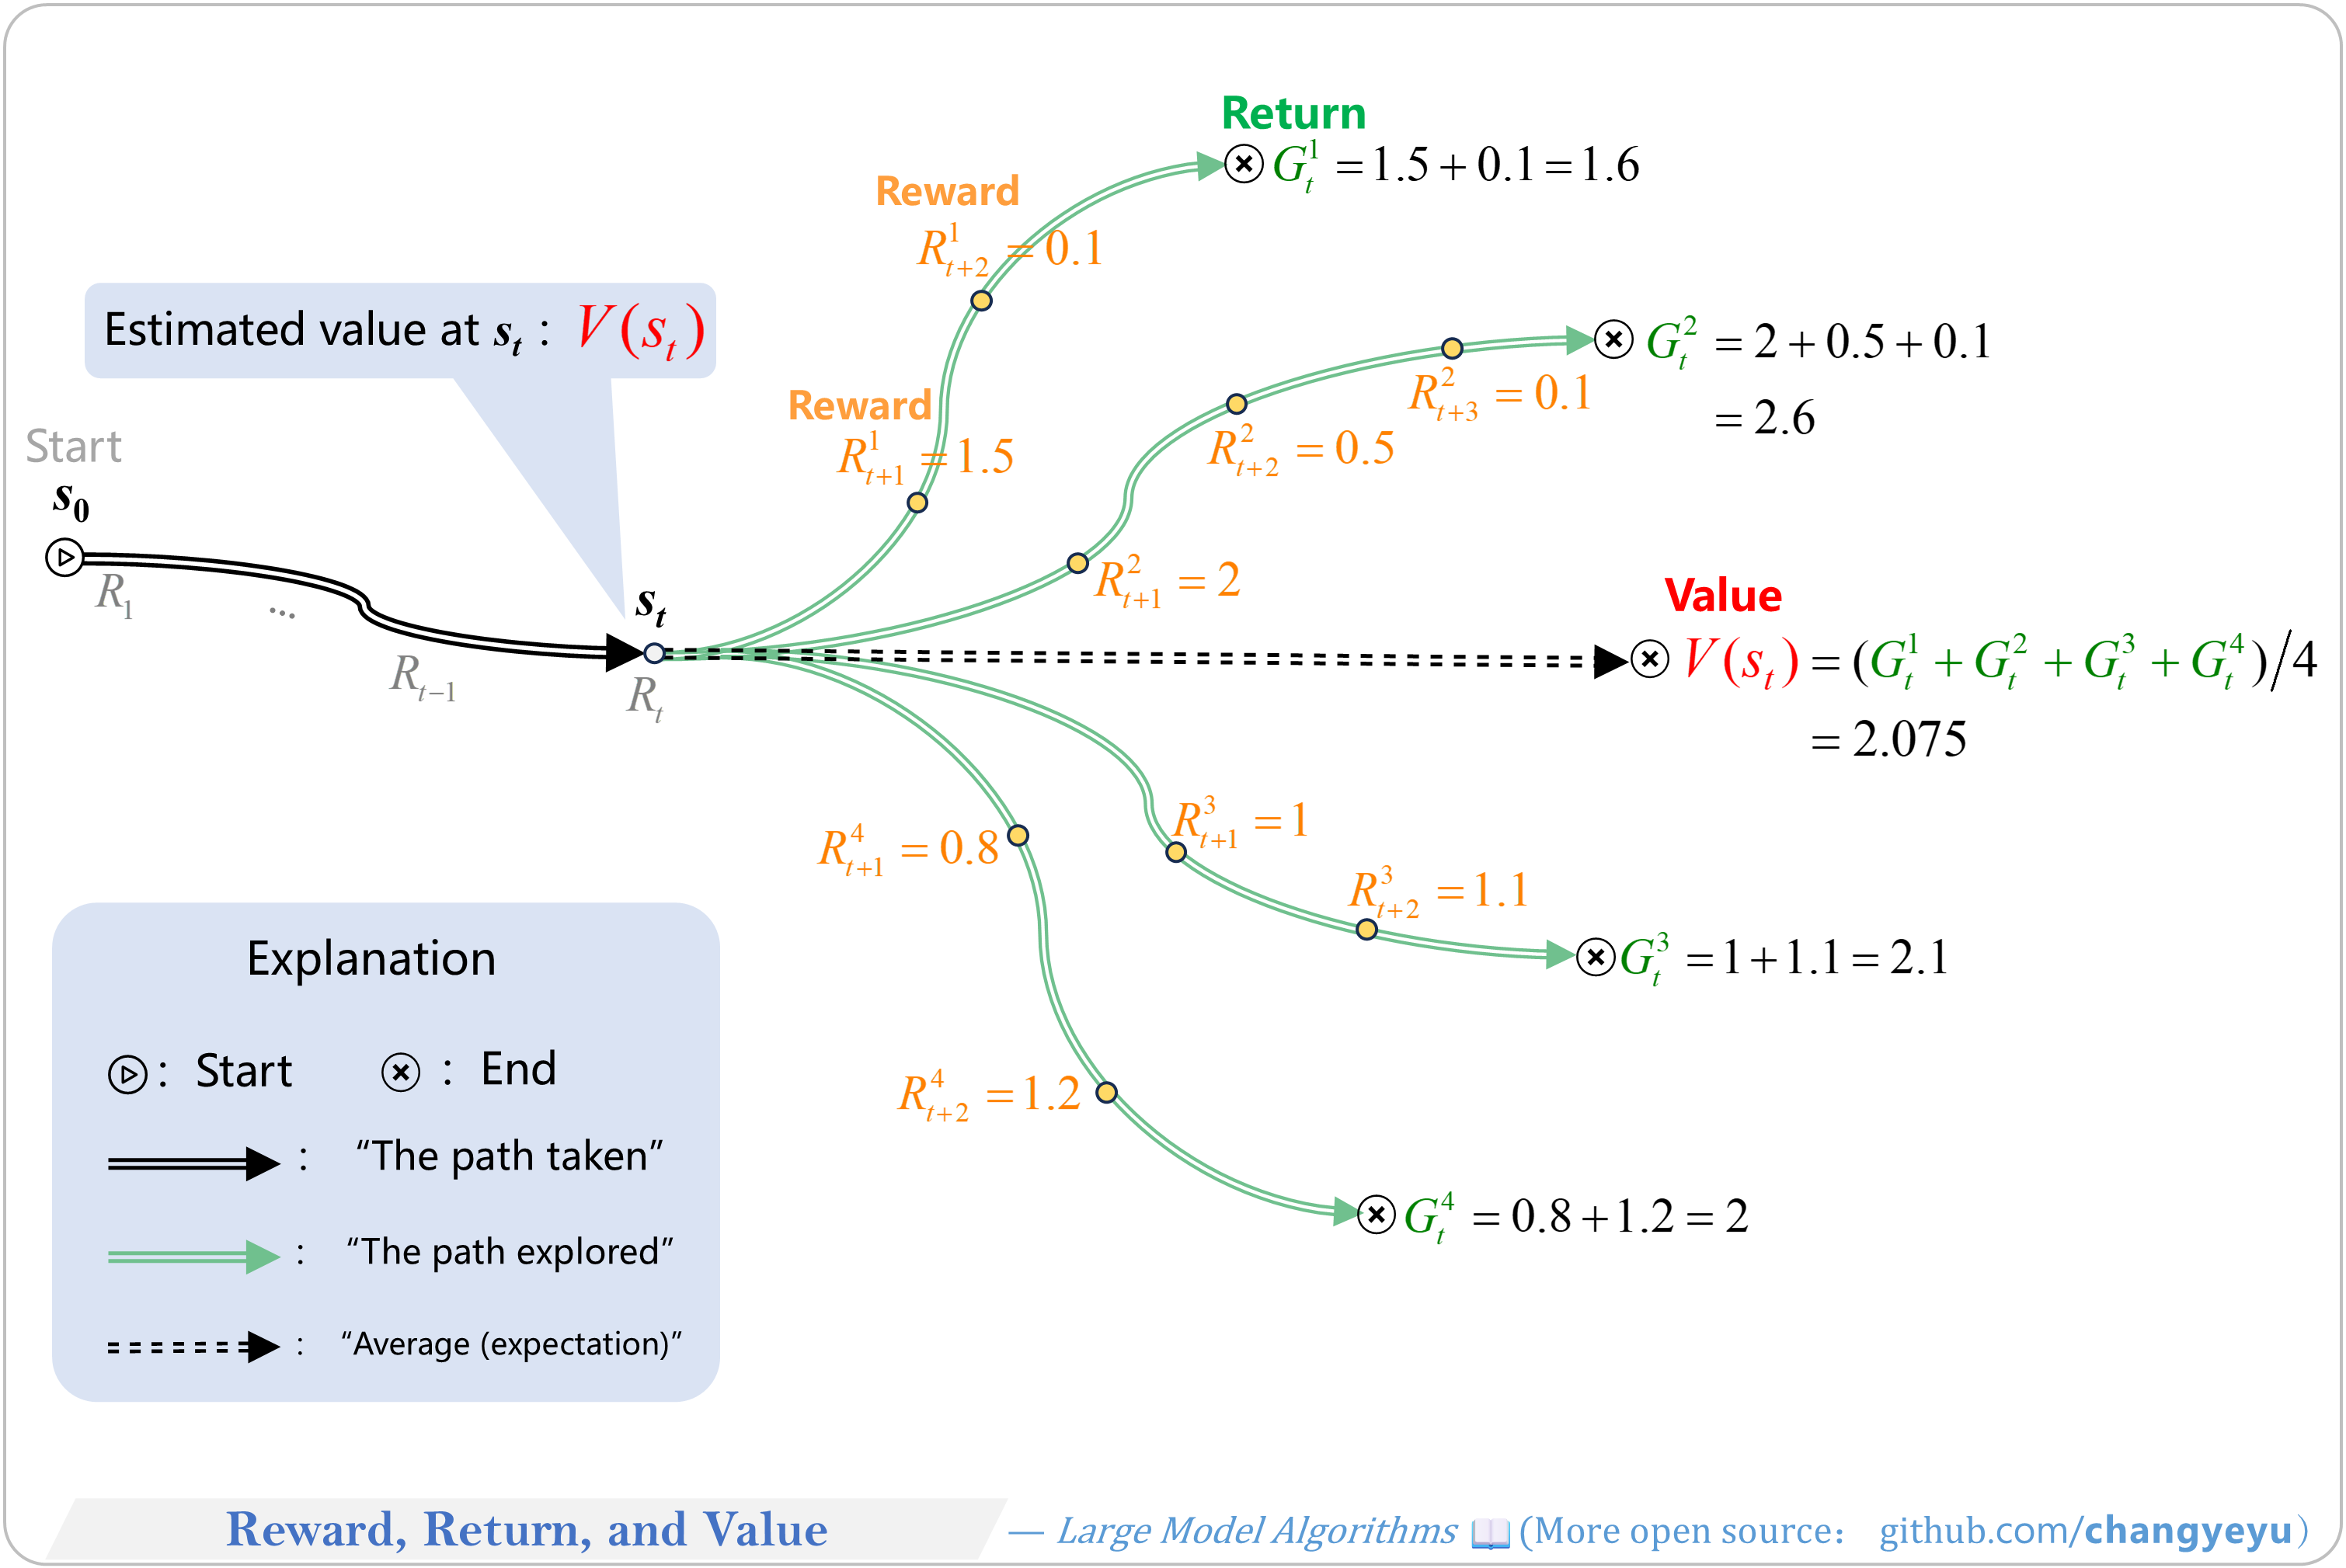 Return
G_t^1 = 1.5 + 0.1 = 1.6
Reward
R_{t+2}^1 = 0.1
Estimated value at s_t : V(s_t)
G_t^2 = 2 + 0.5 + 0.1
= 2.6
R_{t+3}^2 = 0.1
Reward
R_{t+1}^1 = 1.5
R_{t+2}^2 = 0.5
Start
s_0
R_1
...
R_{t-1}
s_t
R_t
R_{t+1}^2 = 2
Value
V(s_t) = (G_t^1 + G_t^2 + G_t^3 + G_t^4)/4
= 2.075
R_{t+1}^4 = 0.8
R_{t+1}^3 = 1
R_{t+2}^3 = 1.1
G_t^3 = 1 + 1.1 = 2.1
R_{t+2}^4 = 1.2
G_t^4 = 0.8 + 1.2 = 2
Explanation
: Start : End
: “The path taken”
: “The path explored”
: “Average (expectation)”
Reward, Return, and Value
— Large Model Algorithms 📖 (More open source： github.com/changyeyu)